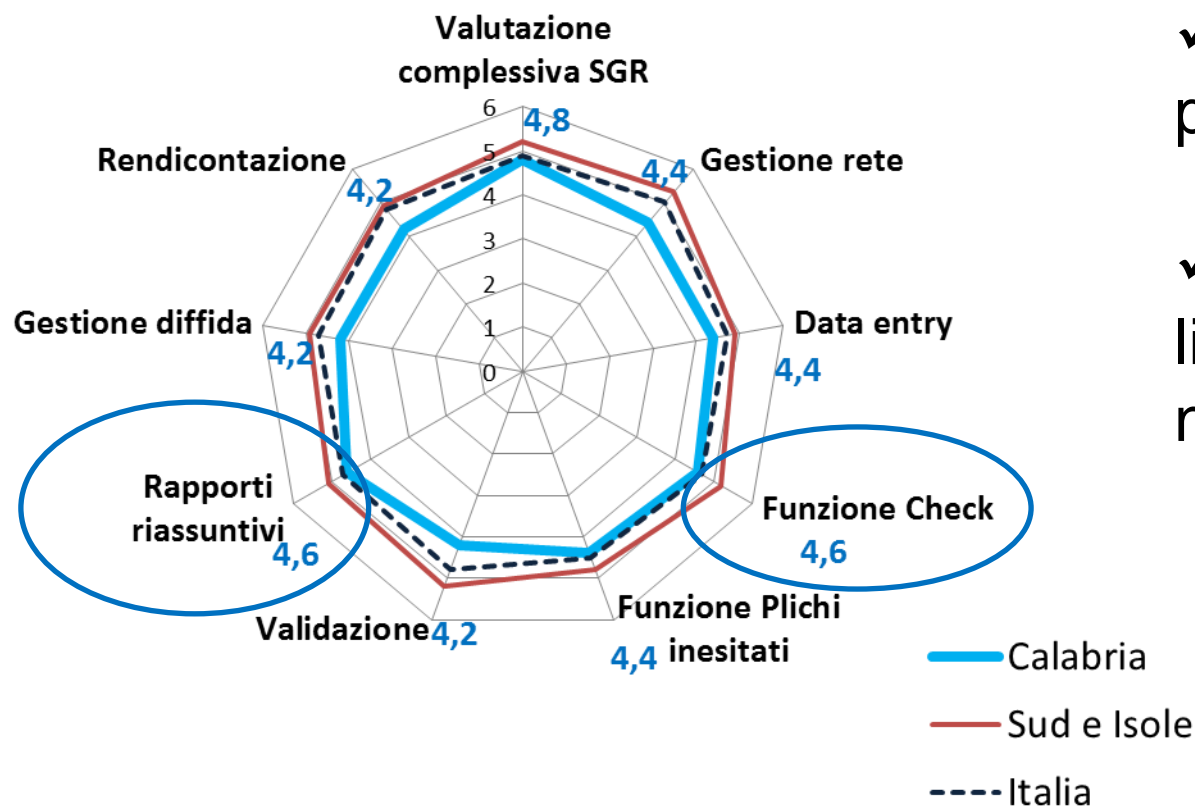 Valutazione
complessiva SGR
6
4,8
5
4
3
2
1
0
Gestione rete
4,4
Data entry
4,4
Funzione Check
4,6
Funzione Plichi
inesitati
4,4
Validazione
4,2
Rapporti
riassuntivi
4,6
Gestione diffida
4,2
Rendicontazione
4,2
Calabria
Sud e Isole
Italia
✓
p
✓
li